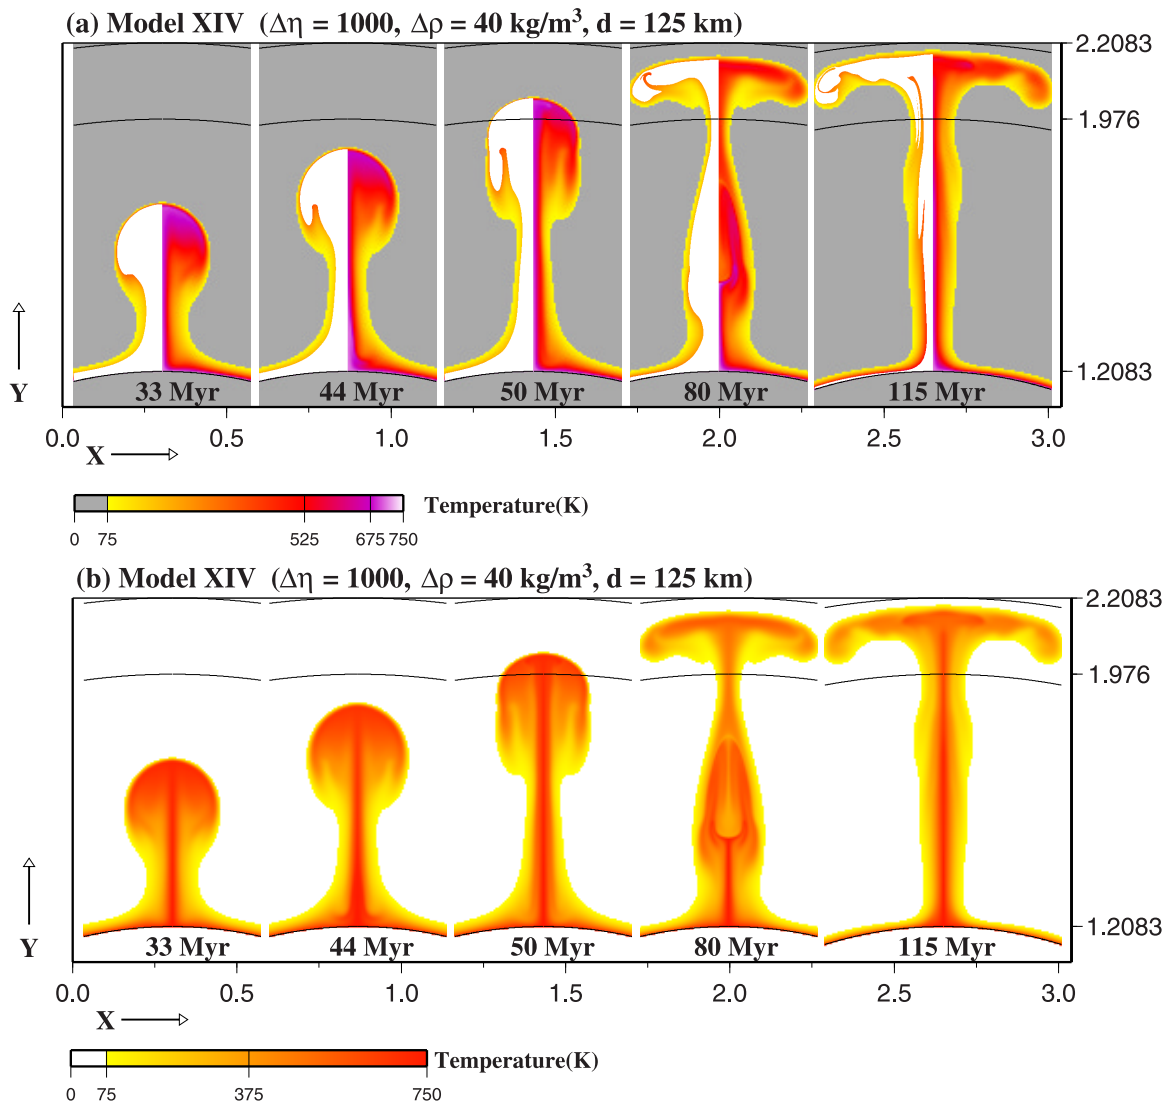 (a) Model XIV (Δη = 1000, Δρ = 40 kg/m³, d = 125 km)
2.2083
1.976
1.2083
Y
33 Myr 44 Myr 50 Myr 80 Myr 115 Myr
0.0 0.5 1.0 1.5 2.0 2.5 3.0
X
Temperature(K)
0 75 525 675 750
(b) Model XIV (Δη = 1000, Δρ = 40 kg/m³, d = 125 km)
2.2083
1.976
1.2083
Y
33 Myr 44 Myr 50 Myr 80 Myr 115 Myr
0.0 0.5 1.0 1.5 2.0 2.5 3.0
X
Temperature(K)
0 75 375 750